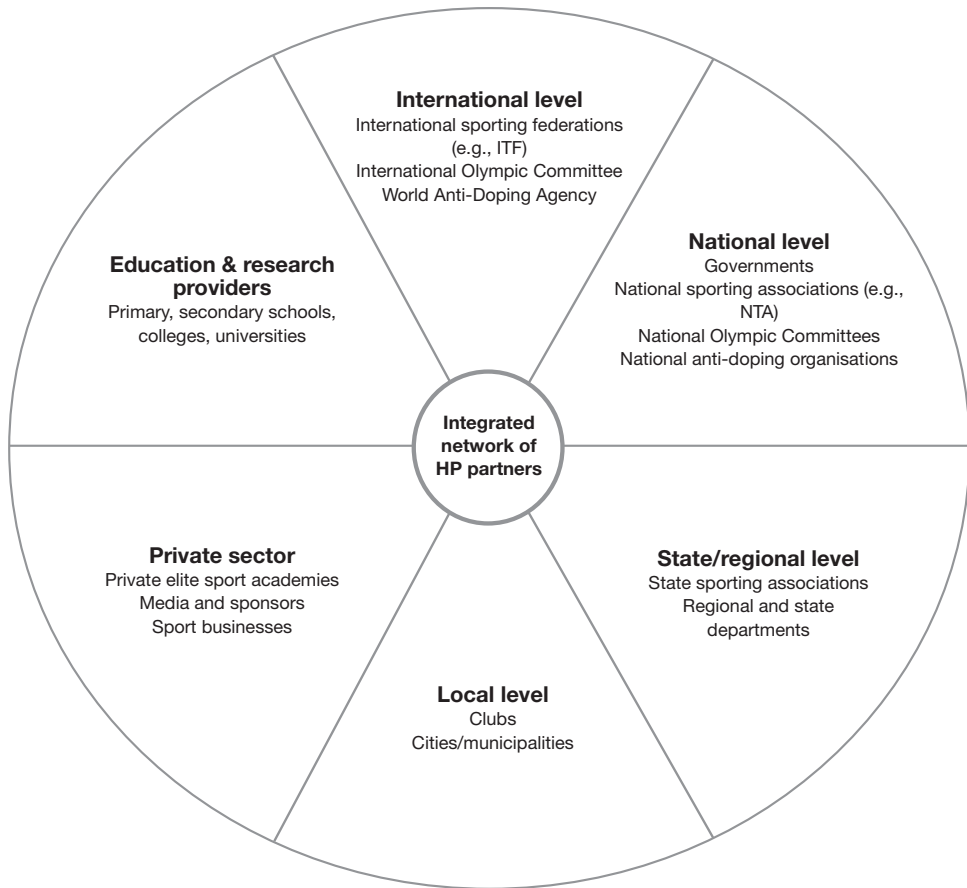 International level
International sporting federations
(e.g., ITF)
International Olympic Committee
World Anti-Doping Agency
National level
Governments
National sporting associations (e.g.,
NTA)
National Olympic Committees
National anti-doping organisations
State/regional level
State sporting associations
Regional and state
departments
Local level
Clubs
Cities/municipalities
Private sector
Private elite sport academies
Media and sponsors
Sport businesses
Education & research
providers
Primary, secondary schools,
colleges, universities
Integrated
network of
HP partners